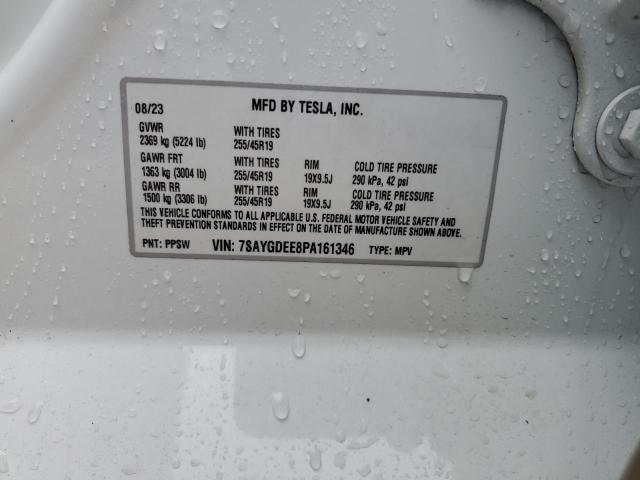 08/23 MFD BY TESLA, INC.
GVWR WITH TIRES
2369 kg (5224 lb) 255/45R19
GAWR FRT WITH TIRES RIM COLD TIRE PRESSURE
1363 kg (3004 lb) 255/45R19 19X9.5J 290 kPa, 42 psi
GAWR RR WITH TIRES RIM COLD TIRE PRESSURE
1500 kg (3306 lb) 255/45R19 19X9.5J 290 kPa, 42 psi
THIS VEHICLE CONFORMS TO ALL APPLICABLE U.S. FEDERAL MOTOR VEHICLE SAFETY AND
THEFT PREVENTION STANDARDS IN EFFECT ON THE DATE OF MANUFACTURE SHOWN ABOVE.
PNT: PPSW VIN: 7SAYGDEE8PA161346 TYPE: MPV